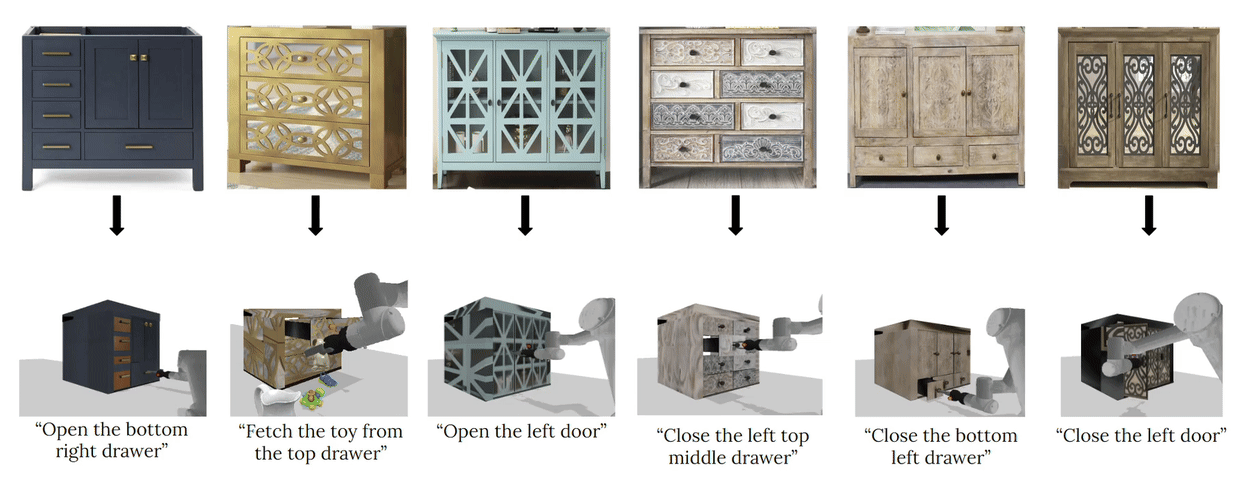 “Open the bottom
right drawer”
“Fetch the toy from
the top drawer”
“Open the left door”
“Close the left top
middle drawer”
“Close the bottom
left drawer”
“Close the left door”